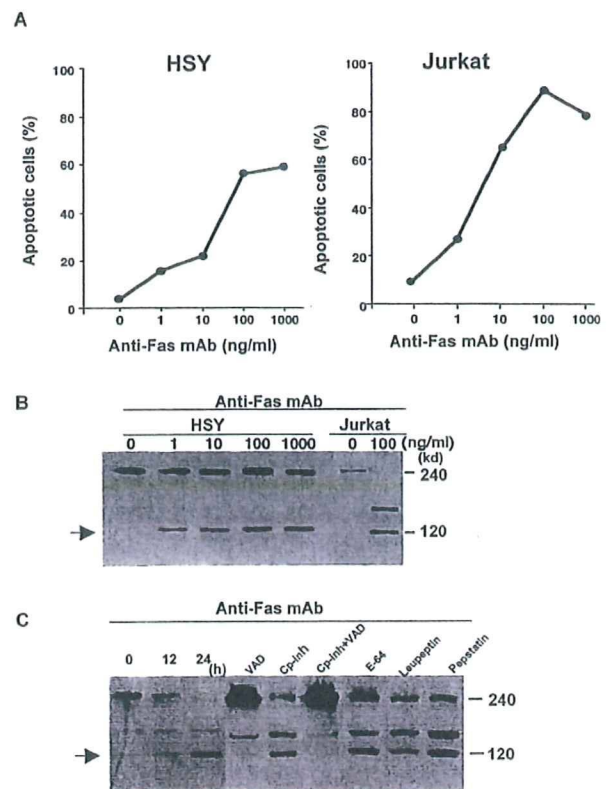 A
HSY
Jurkat
Apoptotic cells (%)
100
80
60
40
20
0
0 1 10 100 1000
Anti-Fas mAb (ng/ml)
Apoptotic cells (%)
100
80
60
40
20
0
0 1 10 100 1000
Anti-Fas mAb (ng/ml)
B
Anti-Fas mAb
HSY Jurkat
0 1 10 100 1000 0 100 (ng/ml)
(kd)
240
120
C
Anti-Fas mAb
0 12 24 (h) VAD Cp-Inh Cp-Inh+VAD E-64 Leupeptin Pepstatin
240
120